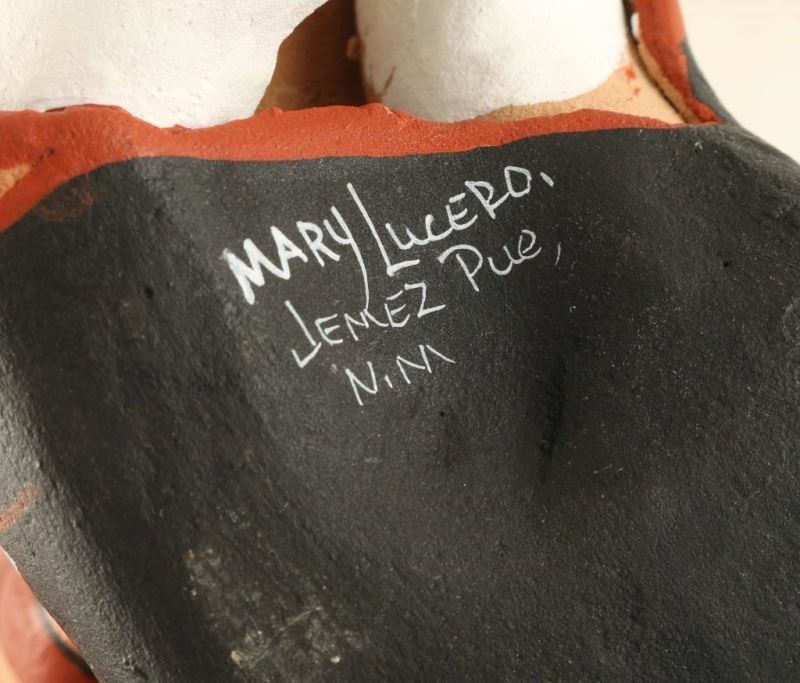 MARY LUCERO,
JEMEZ Pue,
N.M